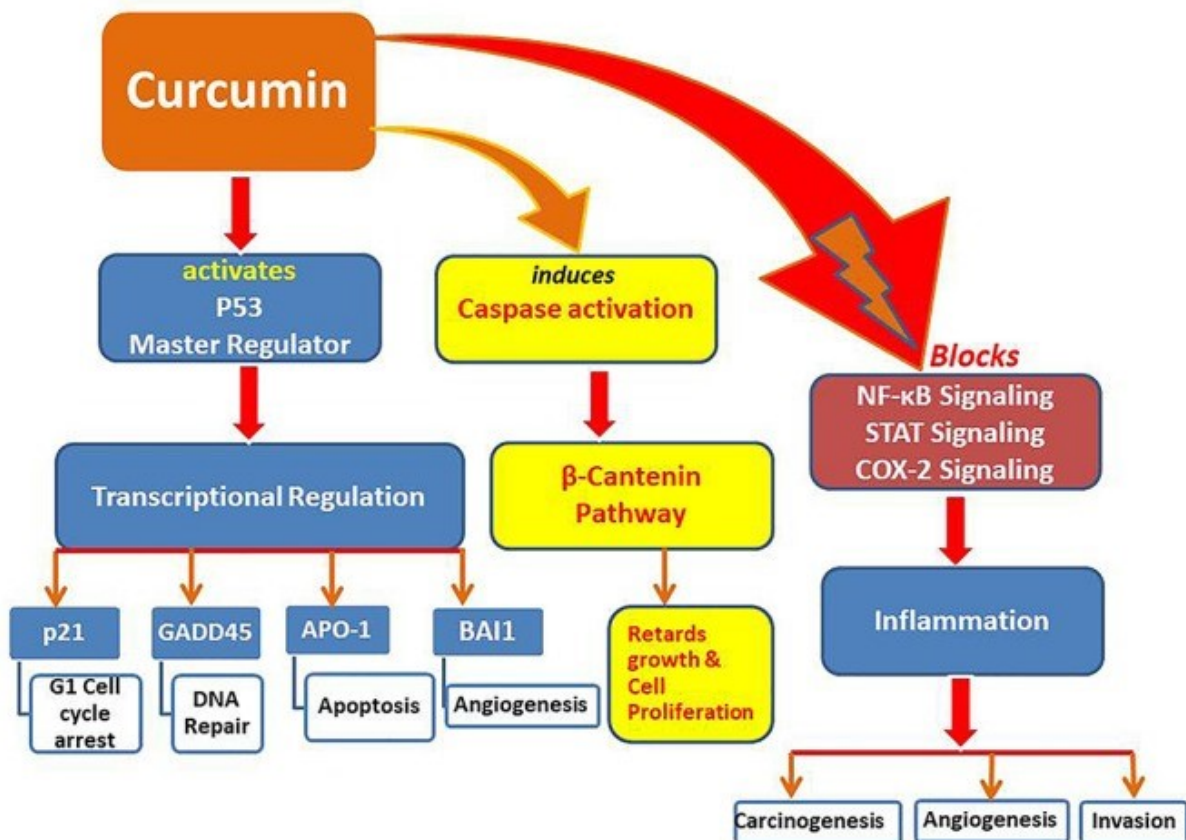 Curcumin
activates
P53
Master Regulator
induces
Caspase activation
Blocks
NF-κB Signaling
STAT Signaling
COX-2 Signaling
Transcriptional Regulation
β-Cantenin
Pathway
Inflammation
p21
GADD45
APO-1
BAI1
G1 Cell
cycle
arrest
DNA
Repair
Apoptosis
Angiogenesis
Retards
growth &
Cell
Proliferation
Carcinogenesis
Angiogenesis
Invasion